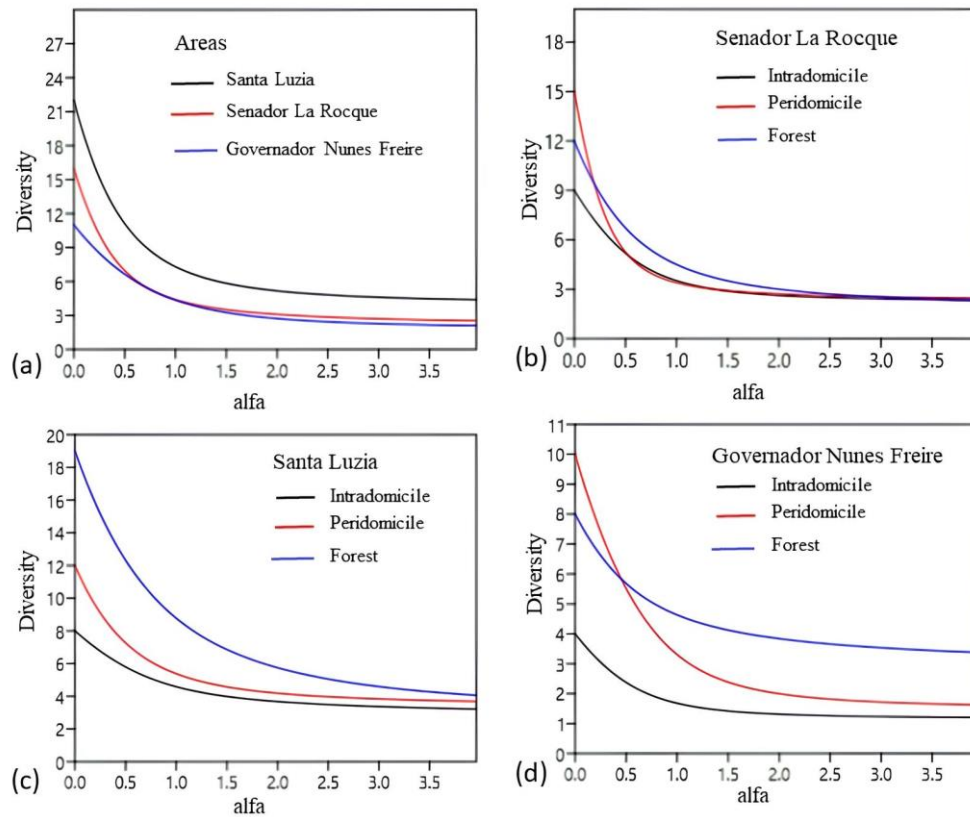 Areas
Santa Luzia
Senador La Rocque
Governador Nunes Freire
Diversity
27
24
21
18
15
12
9
6
3
0
0.0 0.5 1.0 1.5 2.0 2.5 3.0 3.5
alfa
(a)
Senador La Rocque
Intradomicile
Peridomicile
Forest
Diversity
18
15
12
9
6
3
0
0.0 0.5 1.0 1.5 2.0 2.5 3.0 3.5
alfa
(b)
Santa Luzia
Intradomicile
Peridomicile
Forest
Diversity
20
18
16
14
12
10
8
6
4
2
0
0.0 0.5 1.0 1.5 2.0 2.5 3.0 3.5
alfa
(c)
Governador Nunes Freire
Intradomicile
Peridomicile
Forest
Diversity
11
10
9
8
7
6
5
4
3
2
1
0
0.0 0.5 1.0 1.5 2.0 2.5 3.0 3.5
alfa
(d)